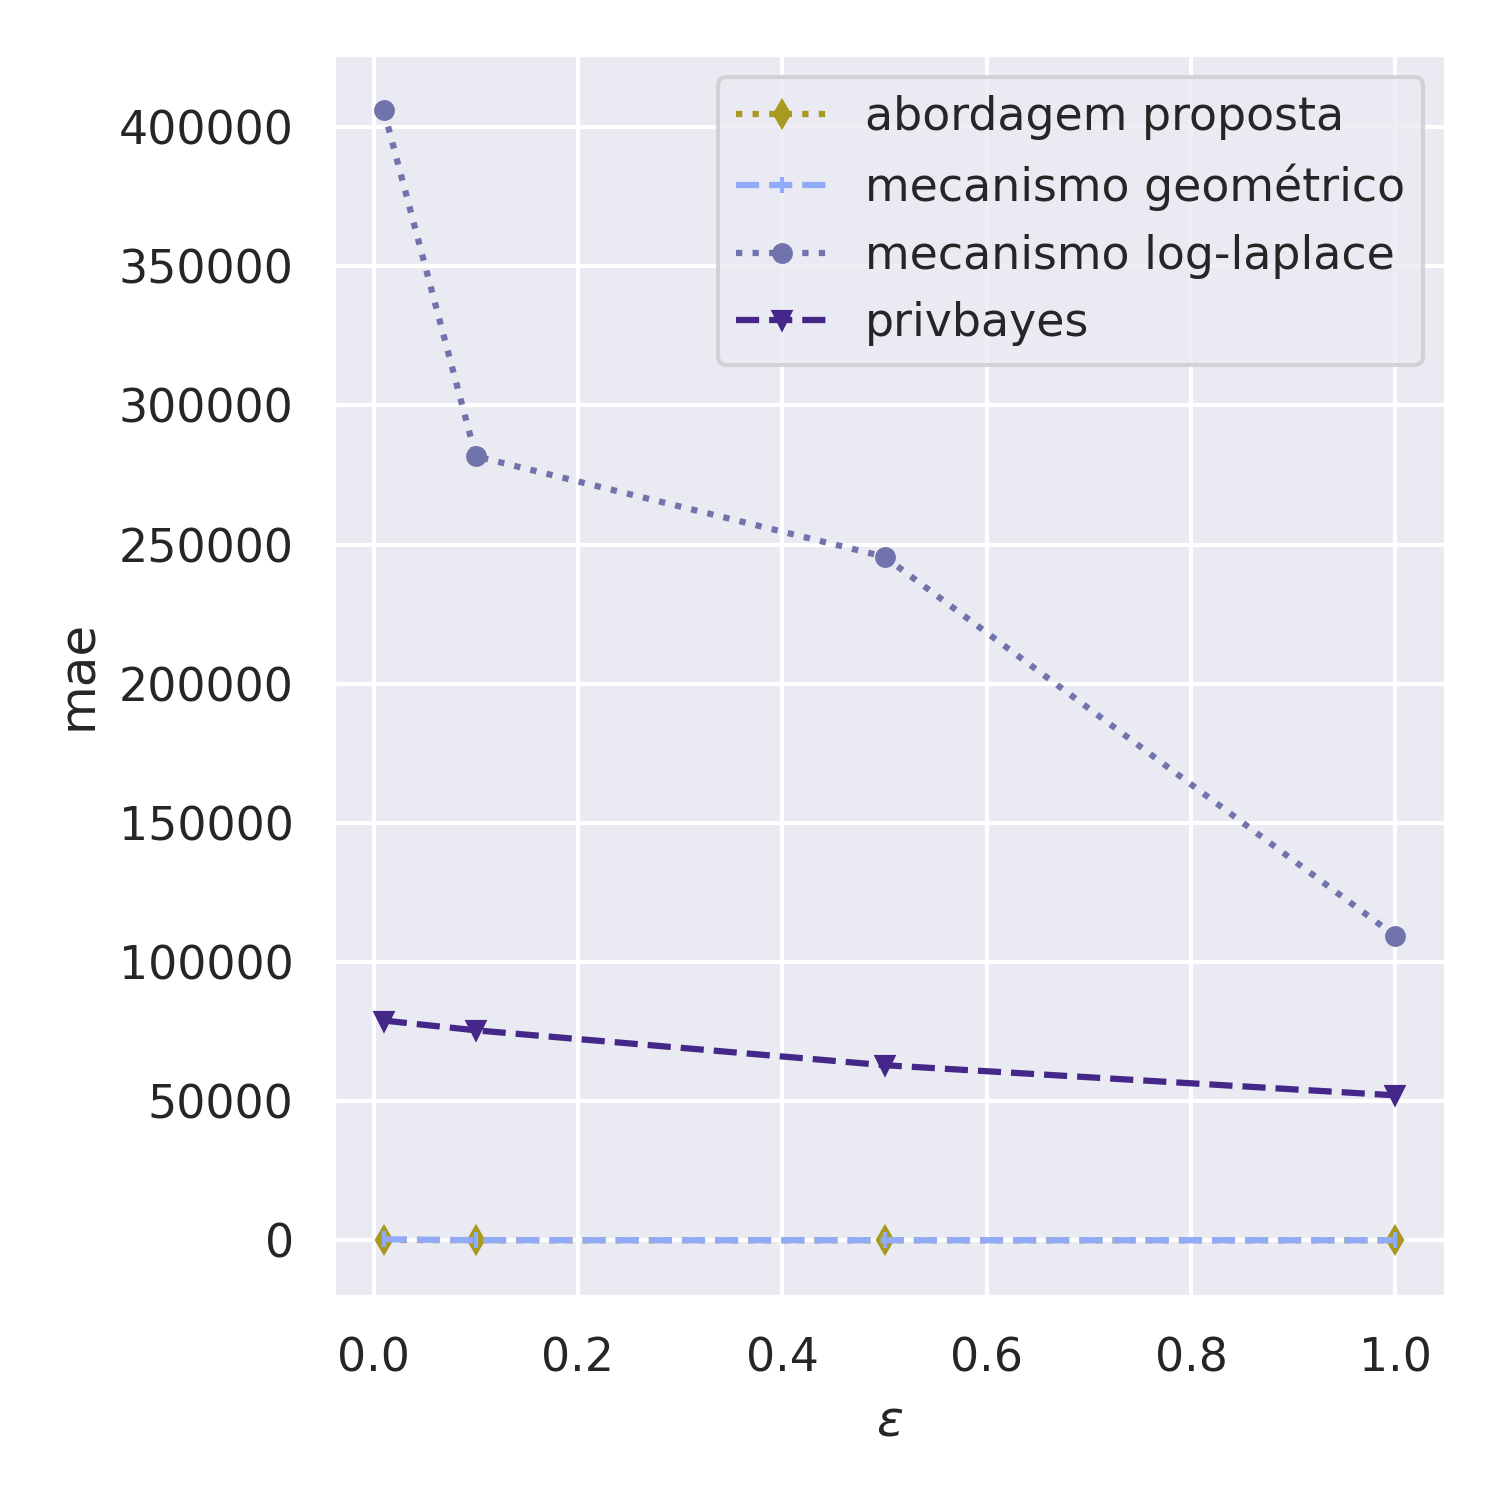 abordagem proposta
mecanismo geométrico
mecanismo log-laplace
privbayes
400000
350000
300000
250000
200000
150000
100000
50000
0
mae
0.0 0.2 0.4 0.6 0.8 1.0
ε